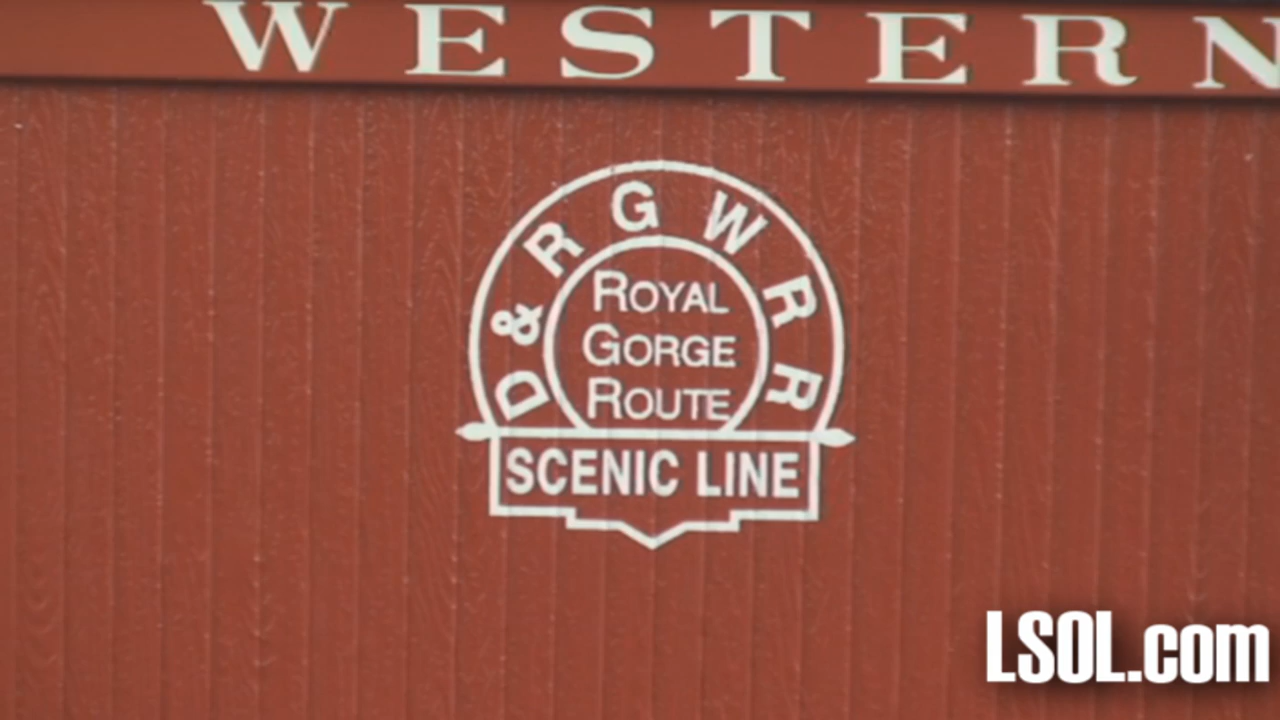 WESTERN
D&RGWRR
ROYAL
GORGE
ROUTE
SCENIC LINE
LSOL.com